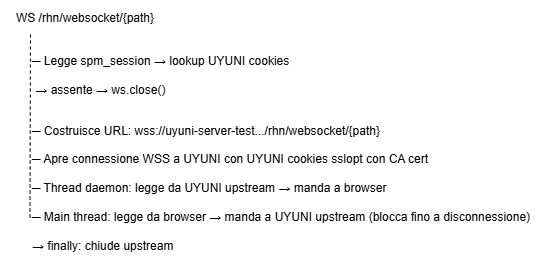 WS /rhn/websocket/{path}
Legge spm_session → lookup UYUNI cookies
→ assente → ws.close()
Costruisce URL: wss://uyuni-server-test.../rhn/websocket/{path}
Apre connessione WSS a UYUNI con UYUNI cookies sslopt con CA cert
Thread daemon: legge da UYUNI upstream → manda a browser
Main thread: legge da browser → manda a UYUNI upstream (blocca fino a disconnessione)
→ finally: chiude upstream